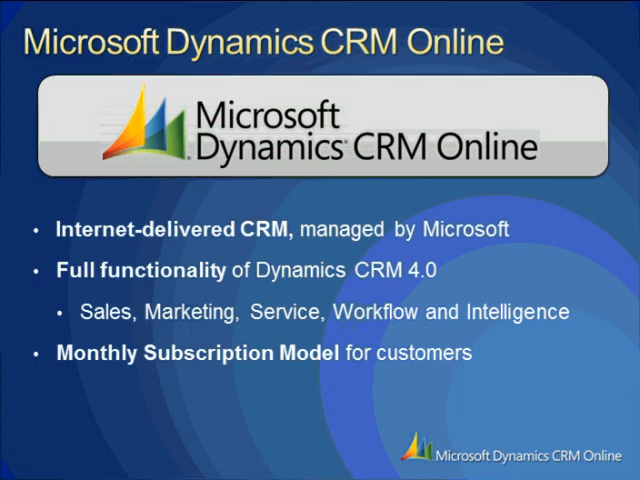 Microsoft Dynamics CRM Online
Microsoft
Dynamics CRM Online
• Internet-delivered CRM, managed by Microsoft
• Full functionality of Dynamics CRM 4.0
• Sales, Marketing, Service, Workflow and Intelligence
• Monthly Subscription Model for customers
Microsoft Dynamics CRM Online